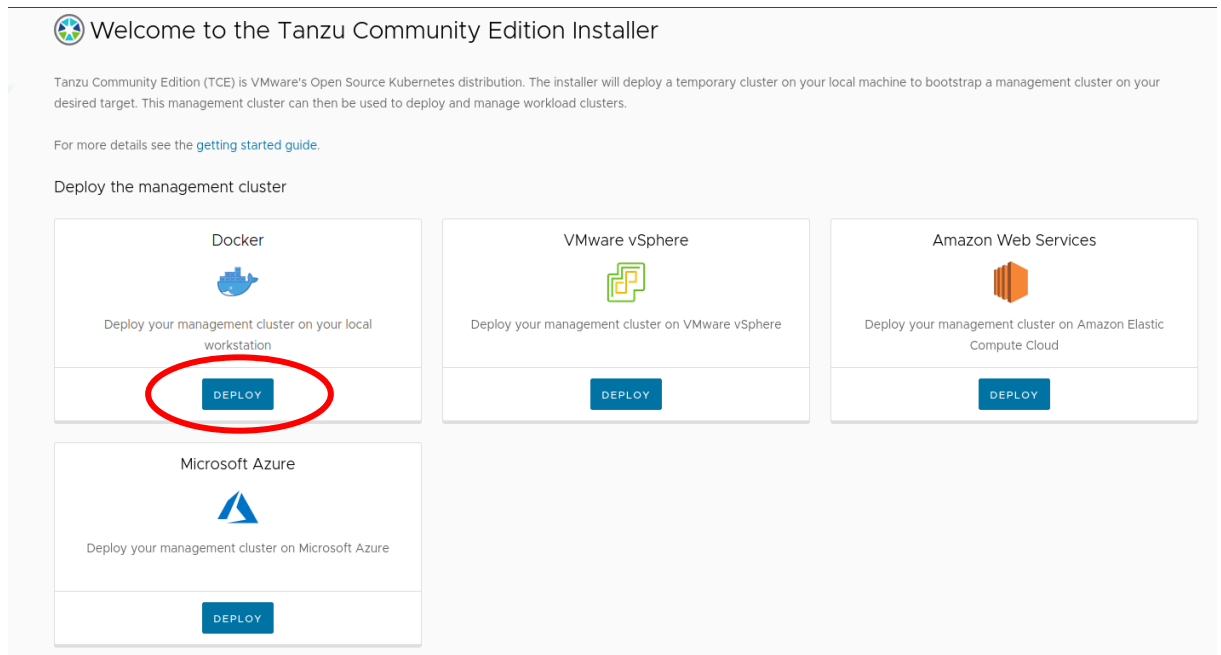 Welcome to the Tanzu Community Edition Installer
Tanzu Community Edition (TCE) is VMware's Open Source Kubernetes distribution. The installer will deploy a temporary cluster on your local machine to bootstrap a management cluster on your
desired target. This management cluster can then be used to deploy and manage workload clusters.
For more details see the getting started guide.
Deploy the management cluster
Docker
Deploy your management cluster on your local
workstation
DEPLOY
VMware vSphere
Deploy your management cluster on VMware vSphere
DEPLOY
Amazon Web Services
Deploy your management cluster on Amazon Elastic
Compute Cloud
DEPLOY
Microsoft Azure
Deploy your management cluster on Microsoft Azure
DEPLOY